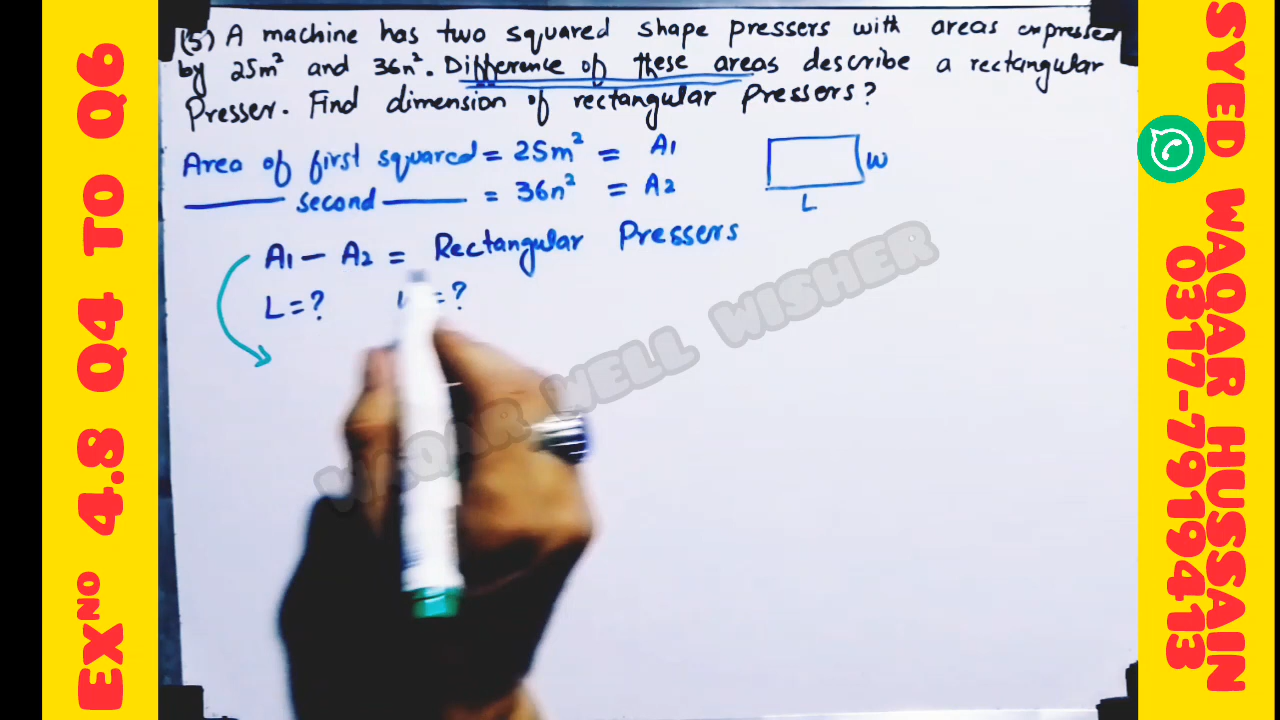 (5) A machine has two squared shape pressers with areas expressed
by 25m² and 36n². Difference of these areas describe a rectangular
Presser. Find dimension of rectangular Pressers?
Area of first squared = 25m² = A1
second = 36n² = A2
W
L
A1 - A2 = Rectangular Pressers
L = ? = ?
WAQAR WELL WISHER
EXᴺᴼ 4.8 Q4 TO Q6
SYED WAQAR HUSSAIN
0317-7919413